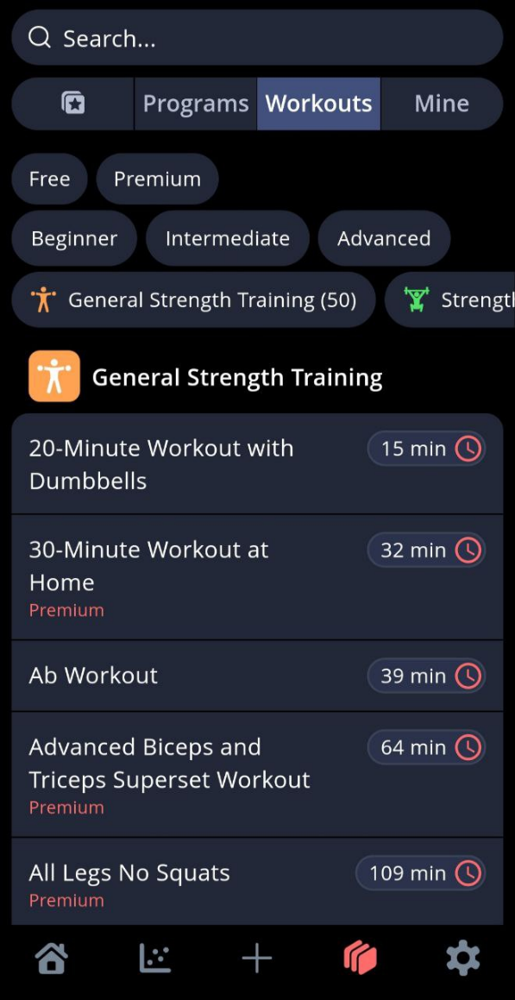 Search...
Programs Workouts Mine
Free Premium
Beginner Intermediate Advanced
General Strength Training (50) Strengt
General Strength Training
20-Minute Workout with 15 min
Dumbbells
30-Minute Workout at 32 min
Home
Premium
Ab Workout 39 min
Advanced Biceps and 64 min
Triceps Superset Workout
Premium
All Legs No Squats 109 min
Premium